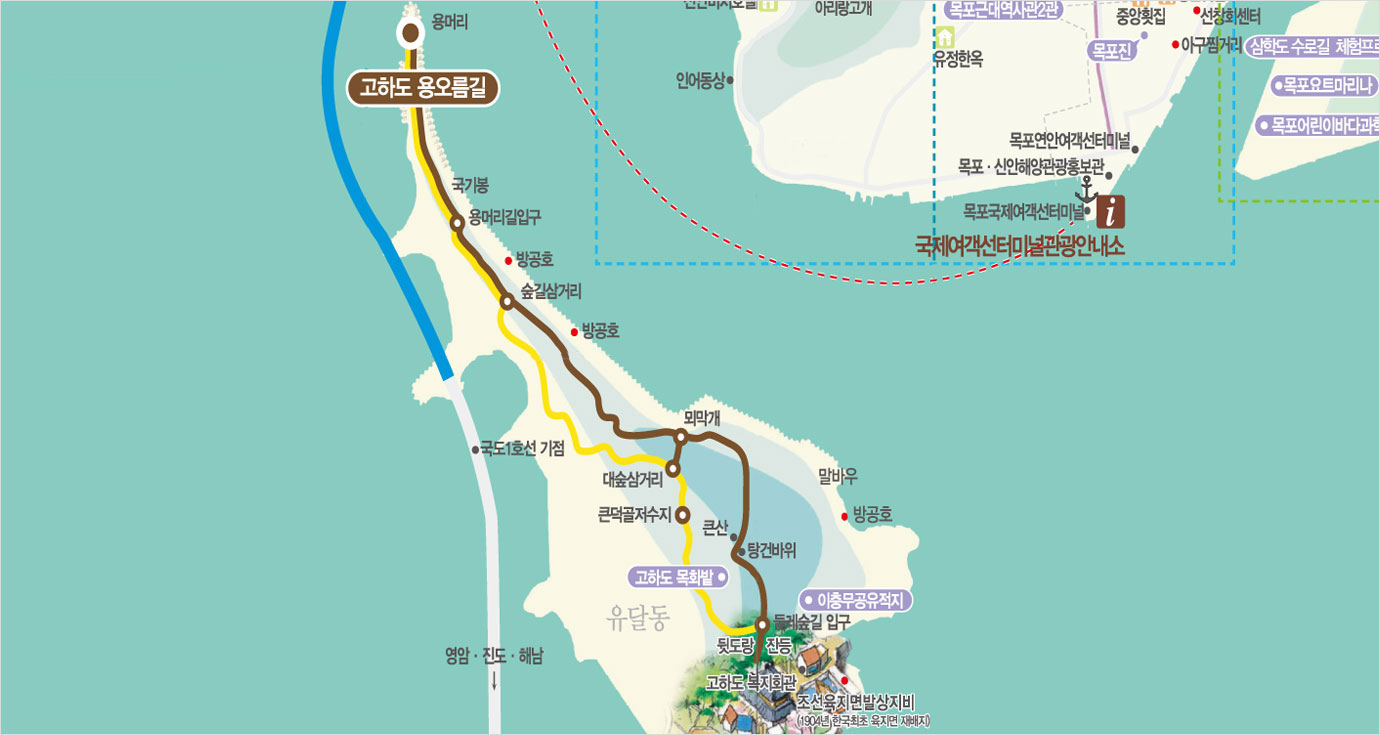 용머리
고하도 용오름길
아리랑고개
목포근대역사관2관
중앙횟집
선창회센터
목포진
아구찜거리
삼학도 수로길 체험프로
유정한옥
인어동상
목포요트마리나
목포어린이바다과학
목포연안여객선터미널
목포·신안해양관광홍보관
목포국제여객선터미널
i
국제여객선터미널관광안내소
국기봉
용머리길입구
방공호
숲길삼거리
방공호
뫼막개
국도1호선 기점
대숲삼거리
말바우
큰덕골저수지
방공호
큰산
탕건바위
고하도 목화밭
이충무공유적지
유달동
둘레숲길 입구
뒷도랑 잔등
영암·진도·해남
고하도 복지회관
조선육지면발상지비
(1904년 한국최초 육지면 재배지)